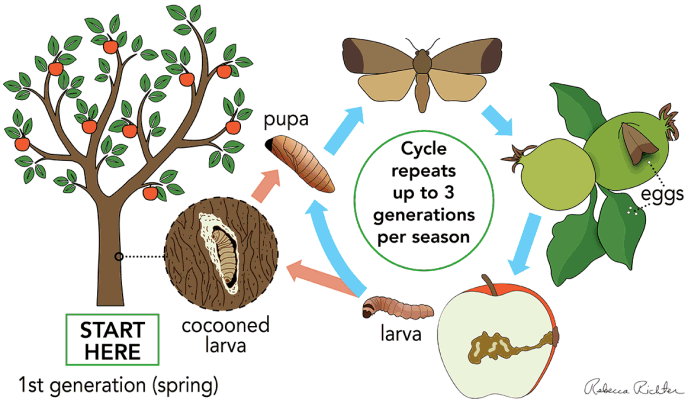 START
HERE
1st generation (spring)
cocooned
larva
pupa
Cycle
repeats
up to 3
generations
per season
eggs
larva
Rebecca Richter